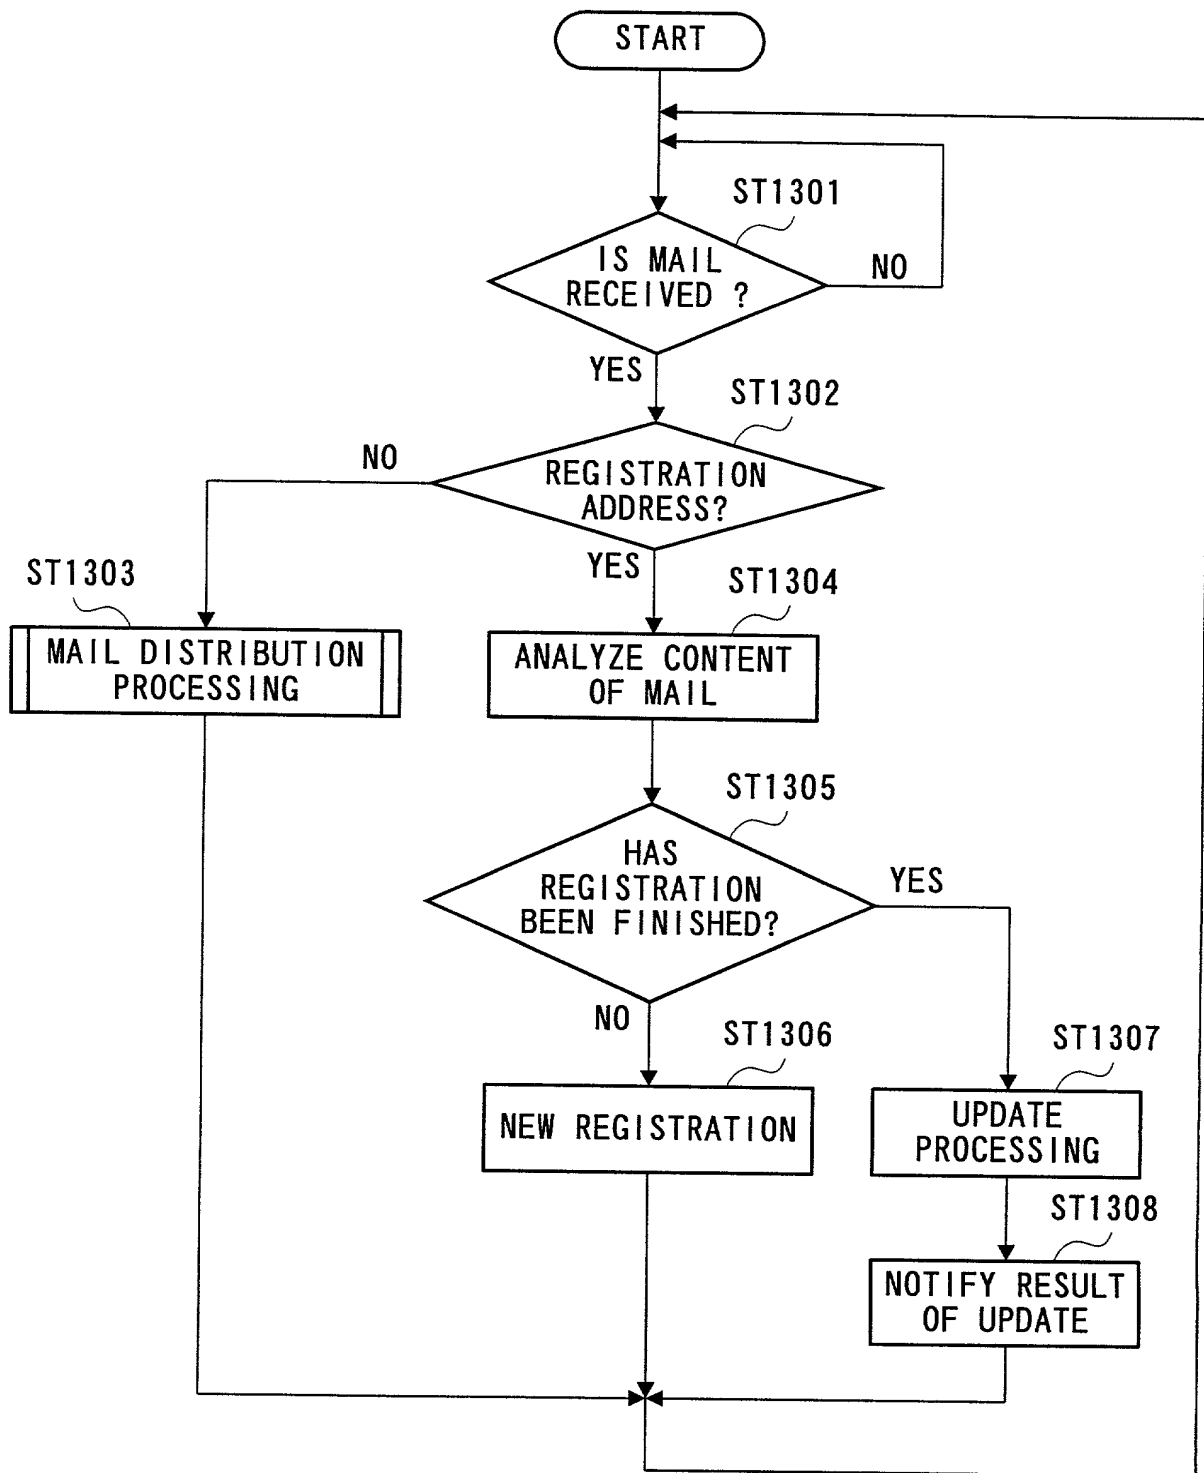 START
ST1301
IS MAIL
RECEIVED ?
NO
YES
ST1302
NO
REGISTRATION
ADDRESS?
YES
ST1303
MAIL DISTRIBUTION
PROCESSING
ST1304
ANALYZE CONTENT
OF MAIL
ST1305
HAS
REGISTRATION
BEEN FINISHED?
YES
NO
ST1306
NEW REGISTRATION
ST1307
UPDATE
PROCESSING
ST1308
NOTIFY RESULT
OF UPDATE